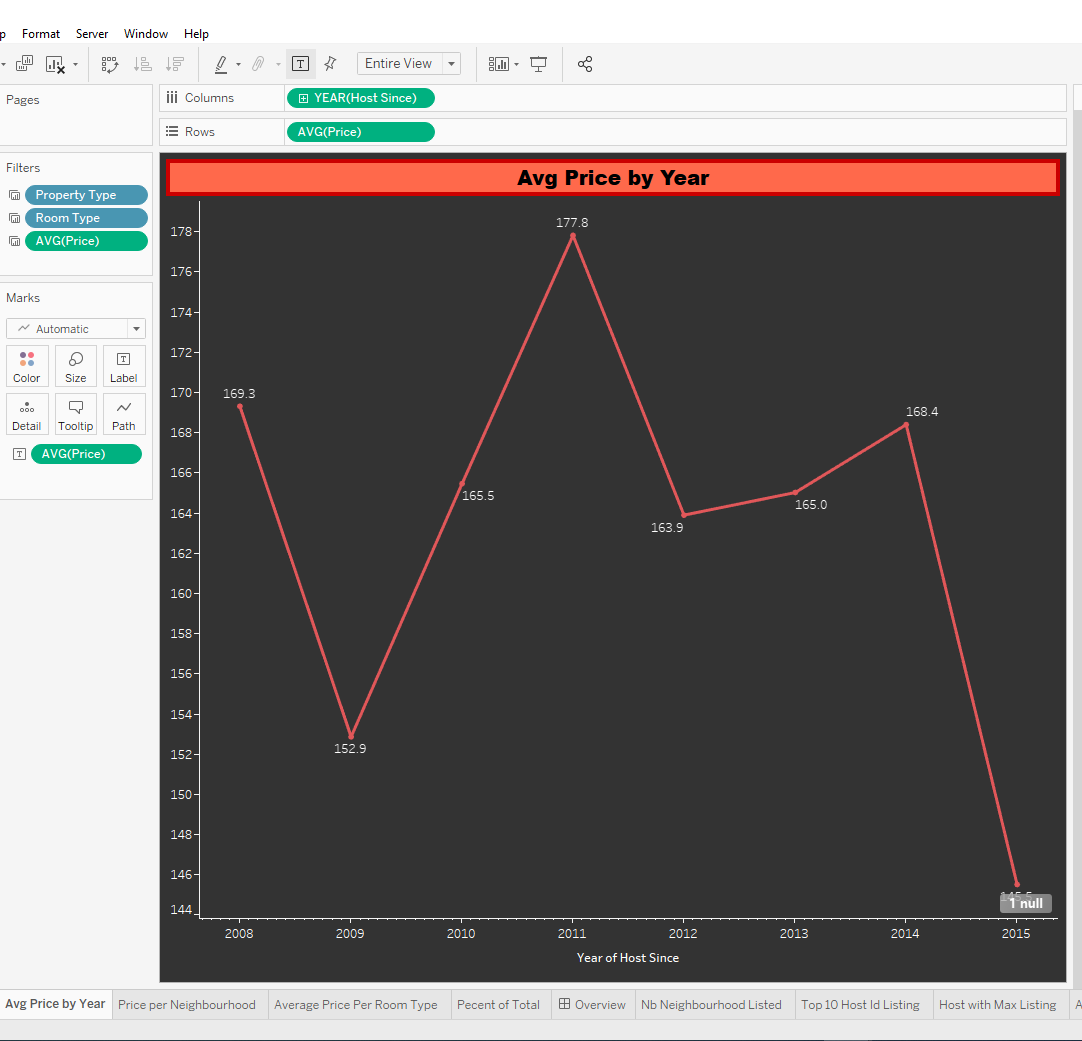 p Format Server Window Help
Entire View
Pages
Columns
YEAR(Host Since)
Rows
AVG(Price)
Filters
Property Type
Room Type
AVG(Price)
Marks
Automatic
Color Size Label
Detail Tooltip Path
AVG(Price)
Avg Price by Year
178
176
174
172
170
168
166
164
162
160
158
156
154
152
150
148
146
144
169.3
152.9
165.5
177.8
163.9
165.0
168.4
1 null
2008 2009 2010 2011 2012 2013 2014 2015
Year of Host Since
Avg Price by Year Price per Neighbourhood Average Price Per Room Type Pecent of Total Overview Nb Neighbourhood Listed Top 10 Host Id Listing Host with Max Listing A